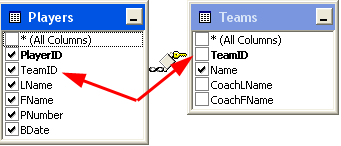 Players
* (All Columns)
PlayerID
TeamID
LName
FName
PNumber
BDate
Teams
* (All Columns)
TeamID
Name
CoachLName
CoachFName